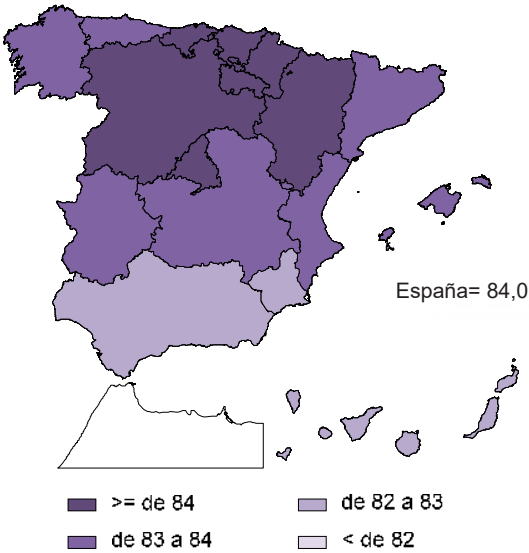 España= 84,0
>= de 84
de 82 a 83
de 83 a 84
< de 82